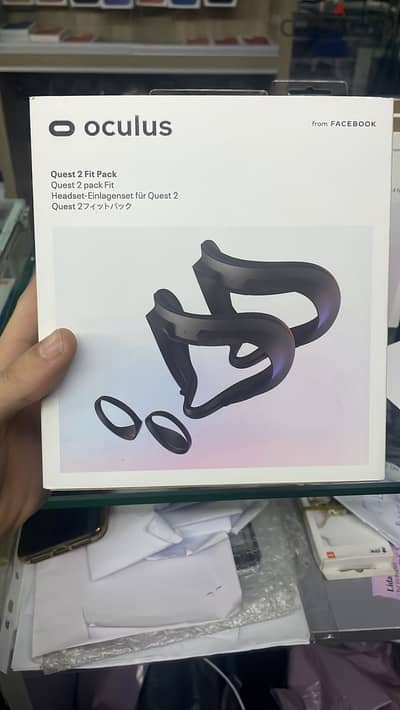 oculus
from FACEBOOK
Quest 2 Fit Pack
Quest 2 pack Fit
Headset-Einlagenset für Quest 2
Quest 2フィットパック
Lida